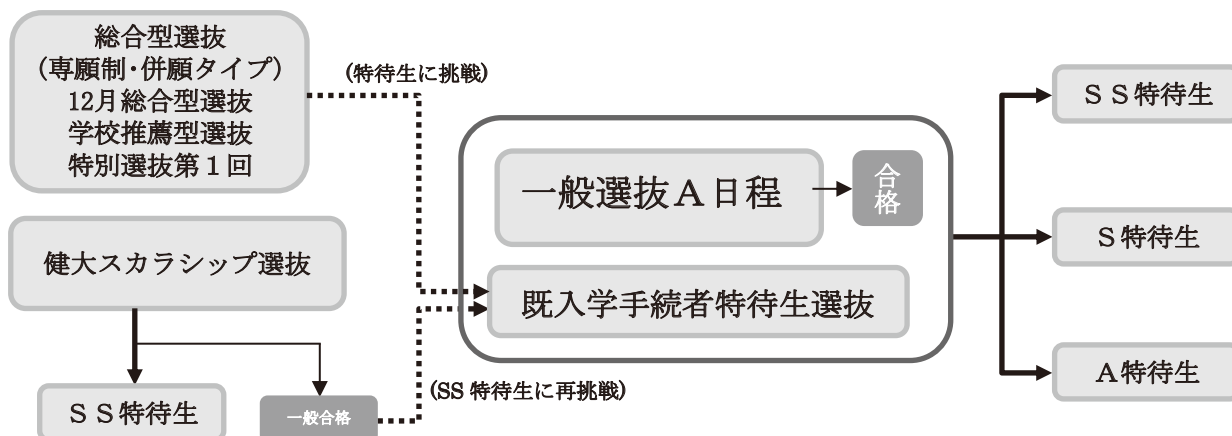 総合型選抜
（専願制・併願タイプ）
12月総合型選抜
学校推薦型選抜
特別選抜第１回
(特待生に挑戦)
健大スカラシップ選抜
ＳＳ特待生
一般合格
(SS 特待生に再挑戦)
一般選抜Ａ日程
合格
既入学手続者特待生選抜
ＳＳ特待生
Ｓ特待生
Ａ特待生